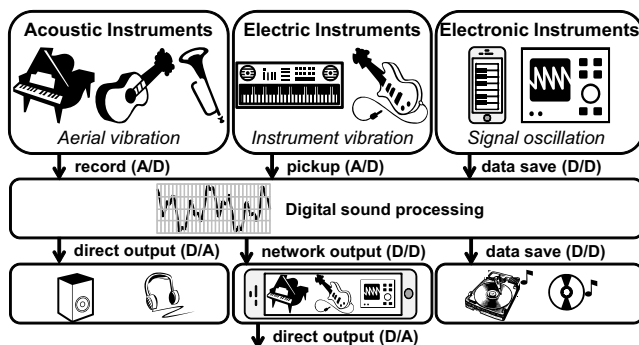 Acoustic Instruments
Electric Instruments
Electronic Instruments
Aerial vibration
Instrument vibration
Signal oscillation
record (A/D)
pickup (A/D)
data save (D/D)
Digital sound processing
direct output (D/A)
network output (D/D)
data save (D/D)
direct output (D/A)